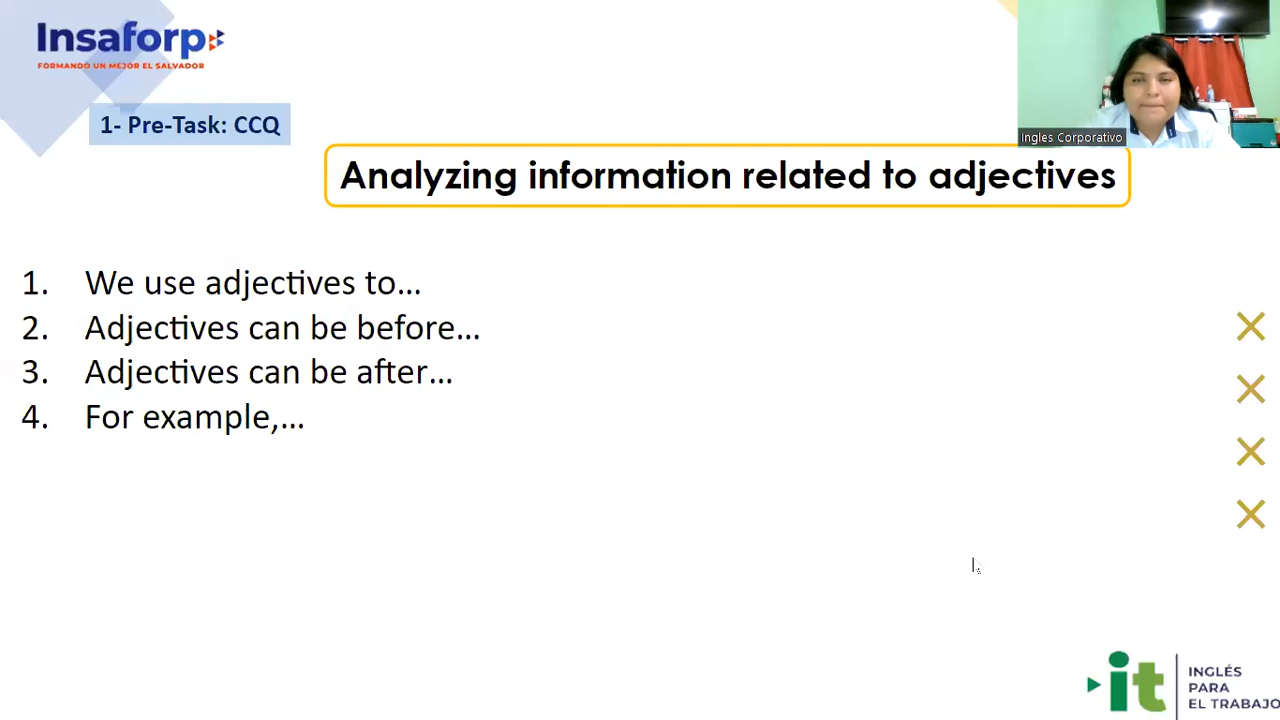 Insaforp
FORMANDO UN MEJOR EL SALVADOR
1- Pre-Task: CCQ
Ingles Corporativo
Analyzing information related to adjectives
1. We use adjectives to...
2. Adjectives can be before...
3. Adjectives can be after...
4. For example,...
it
INGLÉS
PARA
EL TRABAJO